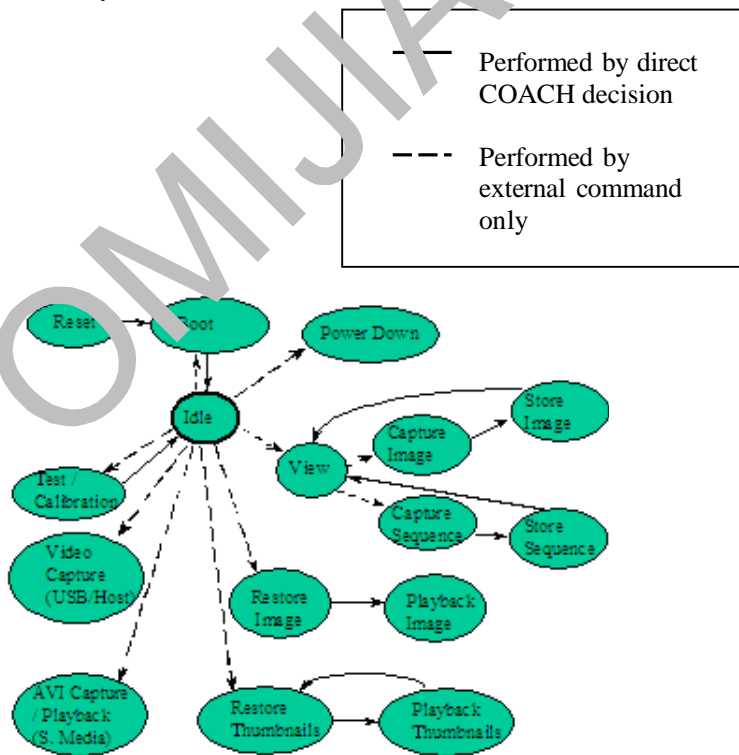 Performed by direct
COACH decision
Performed by
external command
only
OMIJIA
Reset
Boot
Power Down
Idle
Store
Image
Capture
Image
View
Test /
Calibration
Capture
Sequence
Store
Sequence
Video
Capture
(USB/Host)
Restore
Image
Playback
Image
AVI Capture
/ Playback
(S. Media)
Restore
Thumbnails
Playback
Thumbnails